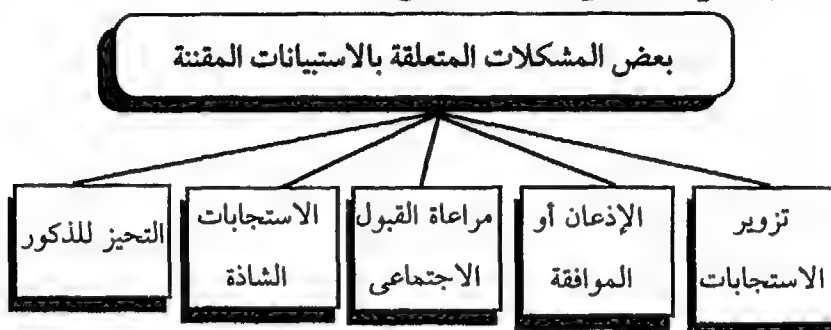 بعض المشكلات المتعلقة بالاستبيانات المقننة
تزوير
الاستجابات
الإذعان أو
الموافقة
مراعاة القبول
الاجتماعى
الاستجابات
الشاذة
التحيز للذكور